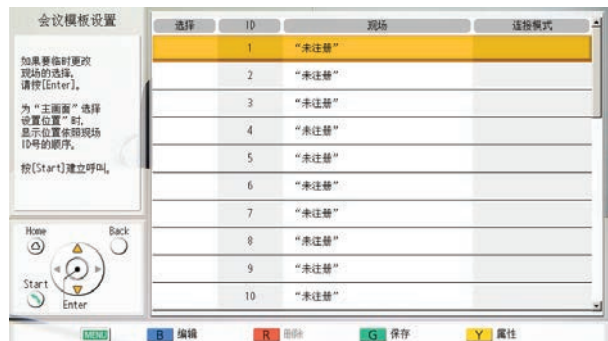 会议模板设置
如果要临时更改
现场的选择，
请按[Enter]。
为“主画面”选择
设置位置”时，
显示位置依照现场
ID号的顺序。
按[Start]建立呼叫。
Home
Back
Start
Enter
选择 ID 现场 连接模式
1 “未注册”
2 “未注册”
3 “未注册”
4 “未注册”
5 “未注册”
6 “未注册”
7 “未注册”
8 “未注册”
9 “未注册”
10 “未注册”
MENU B 编辑 R 删除 G 保存 Y 属性